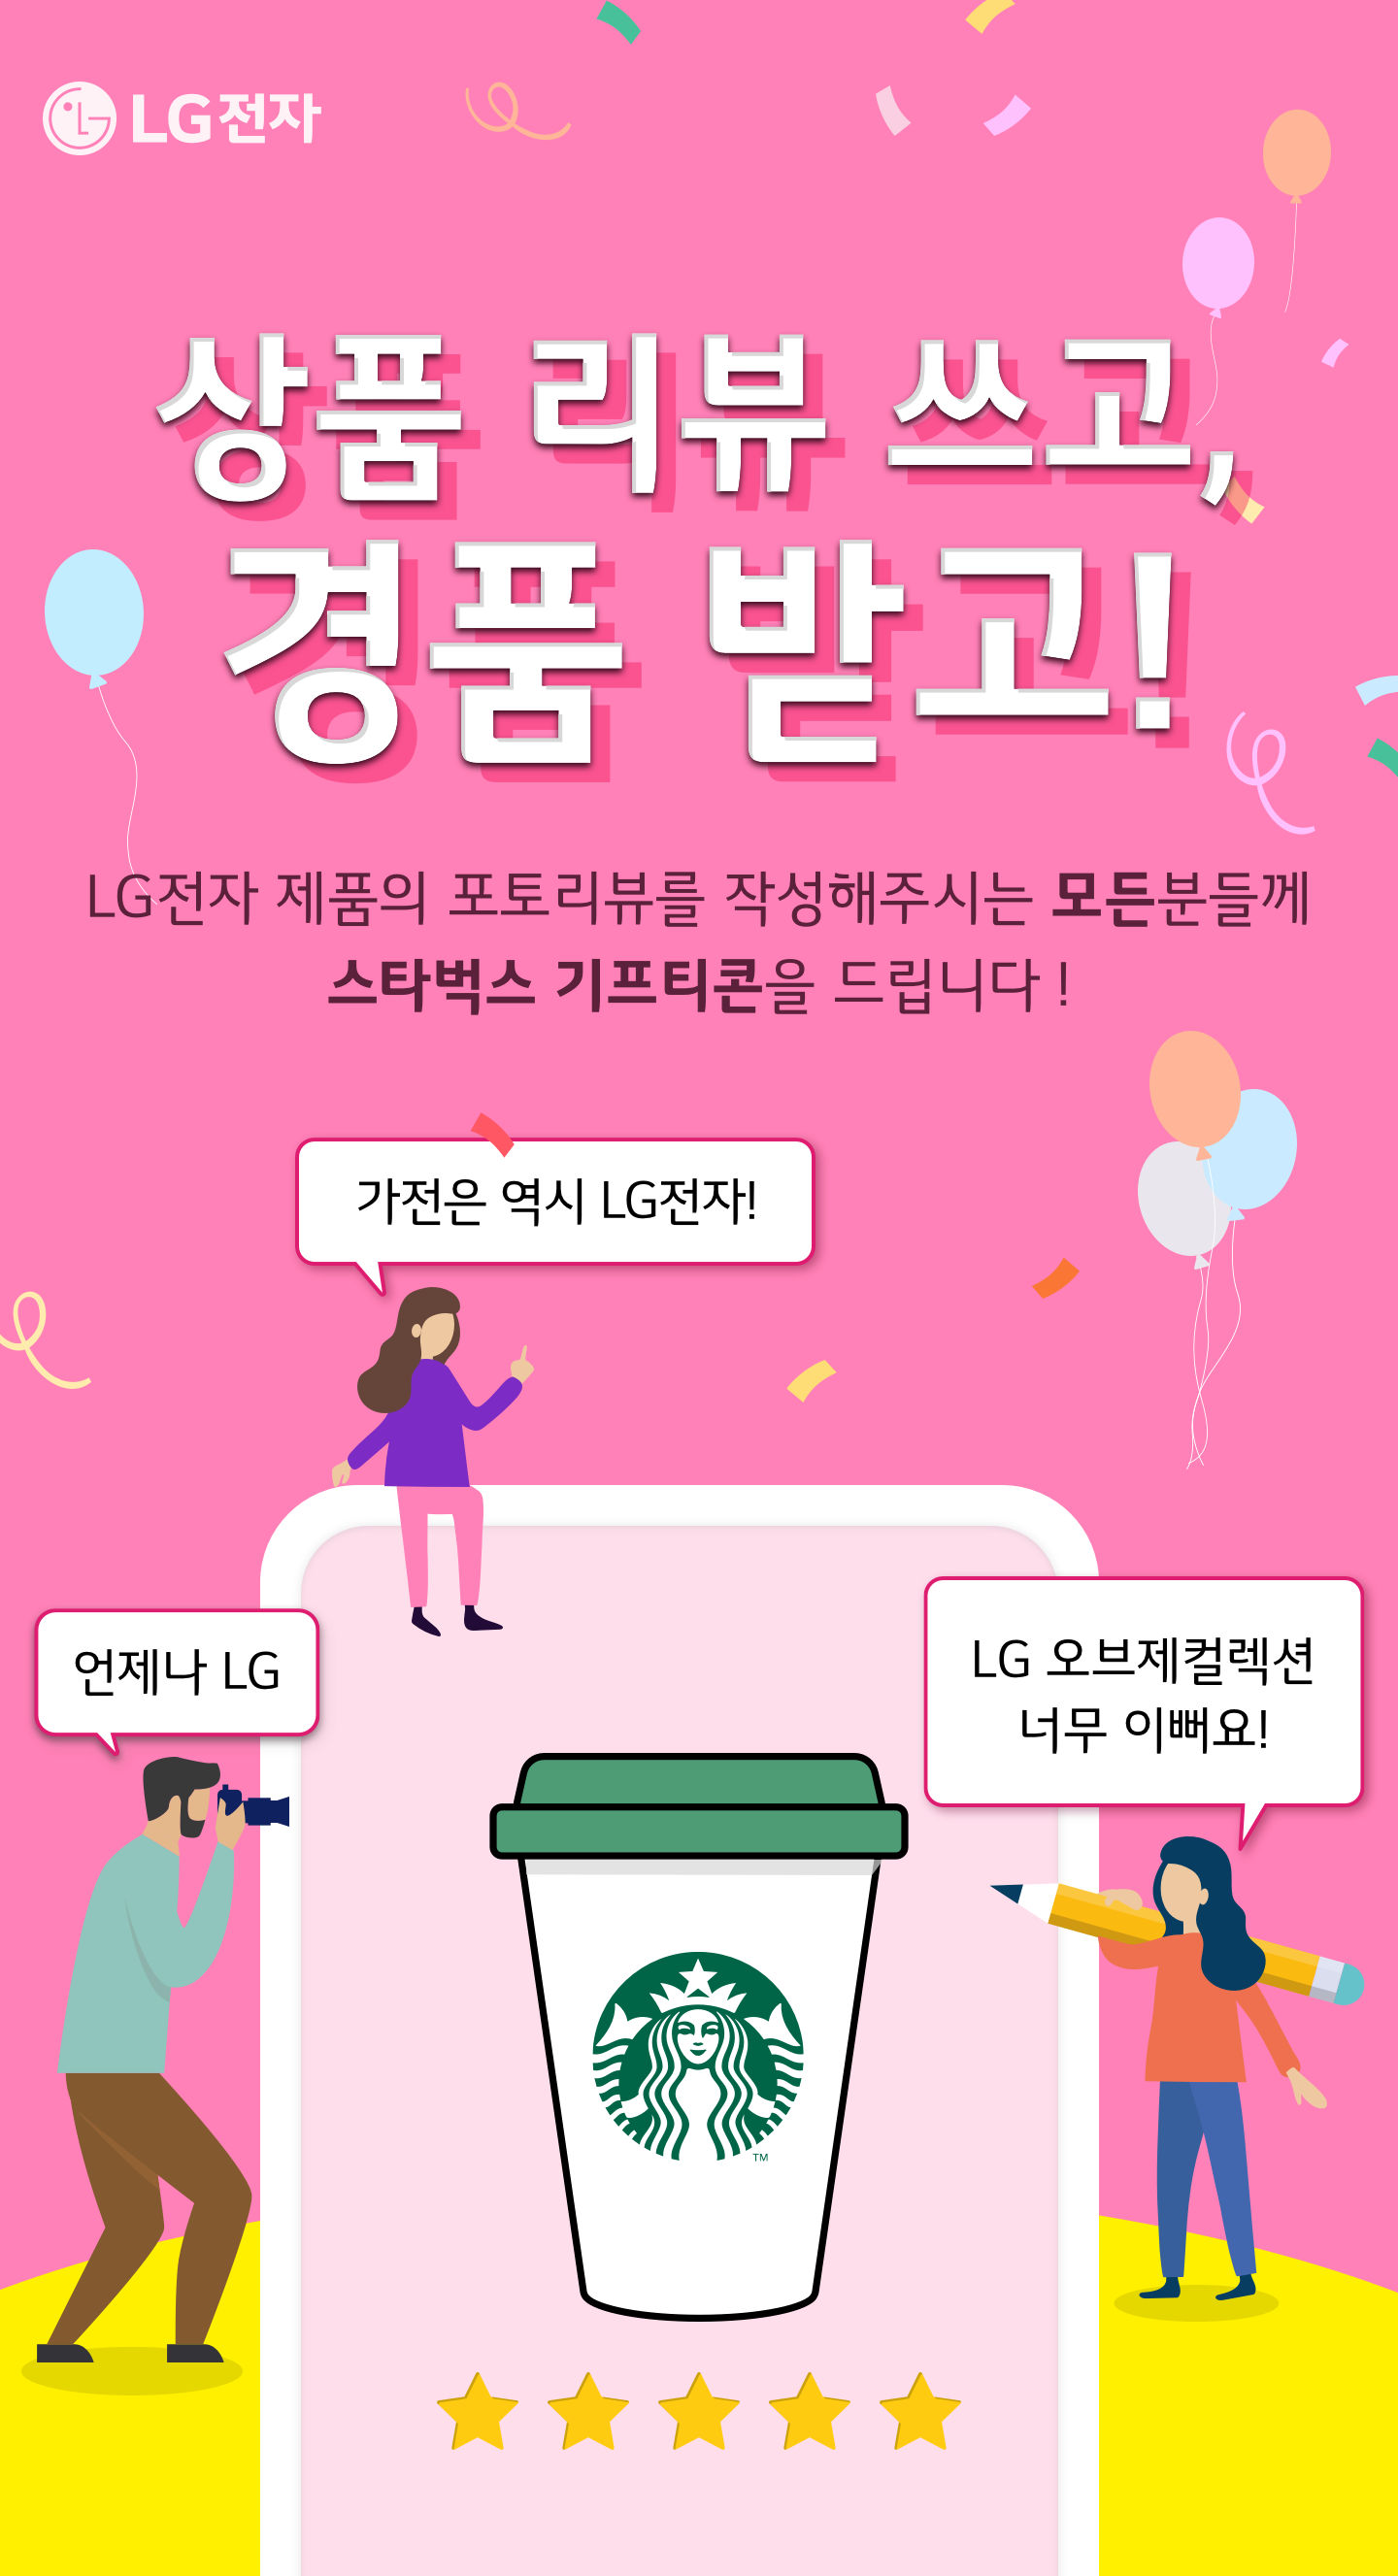 LG전자
상품 리뷰 쓰고,
경품 받고!
LG전자 제품의 포토리뷰를 작성해주시는 모든분들께
스타벅스 기프티콘을 드립니다 !
가전은 역시 LG전자!
언제나 LG
LG 오브제컬렉션
너무 이뻐요!
TM